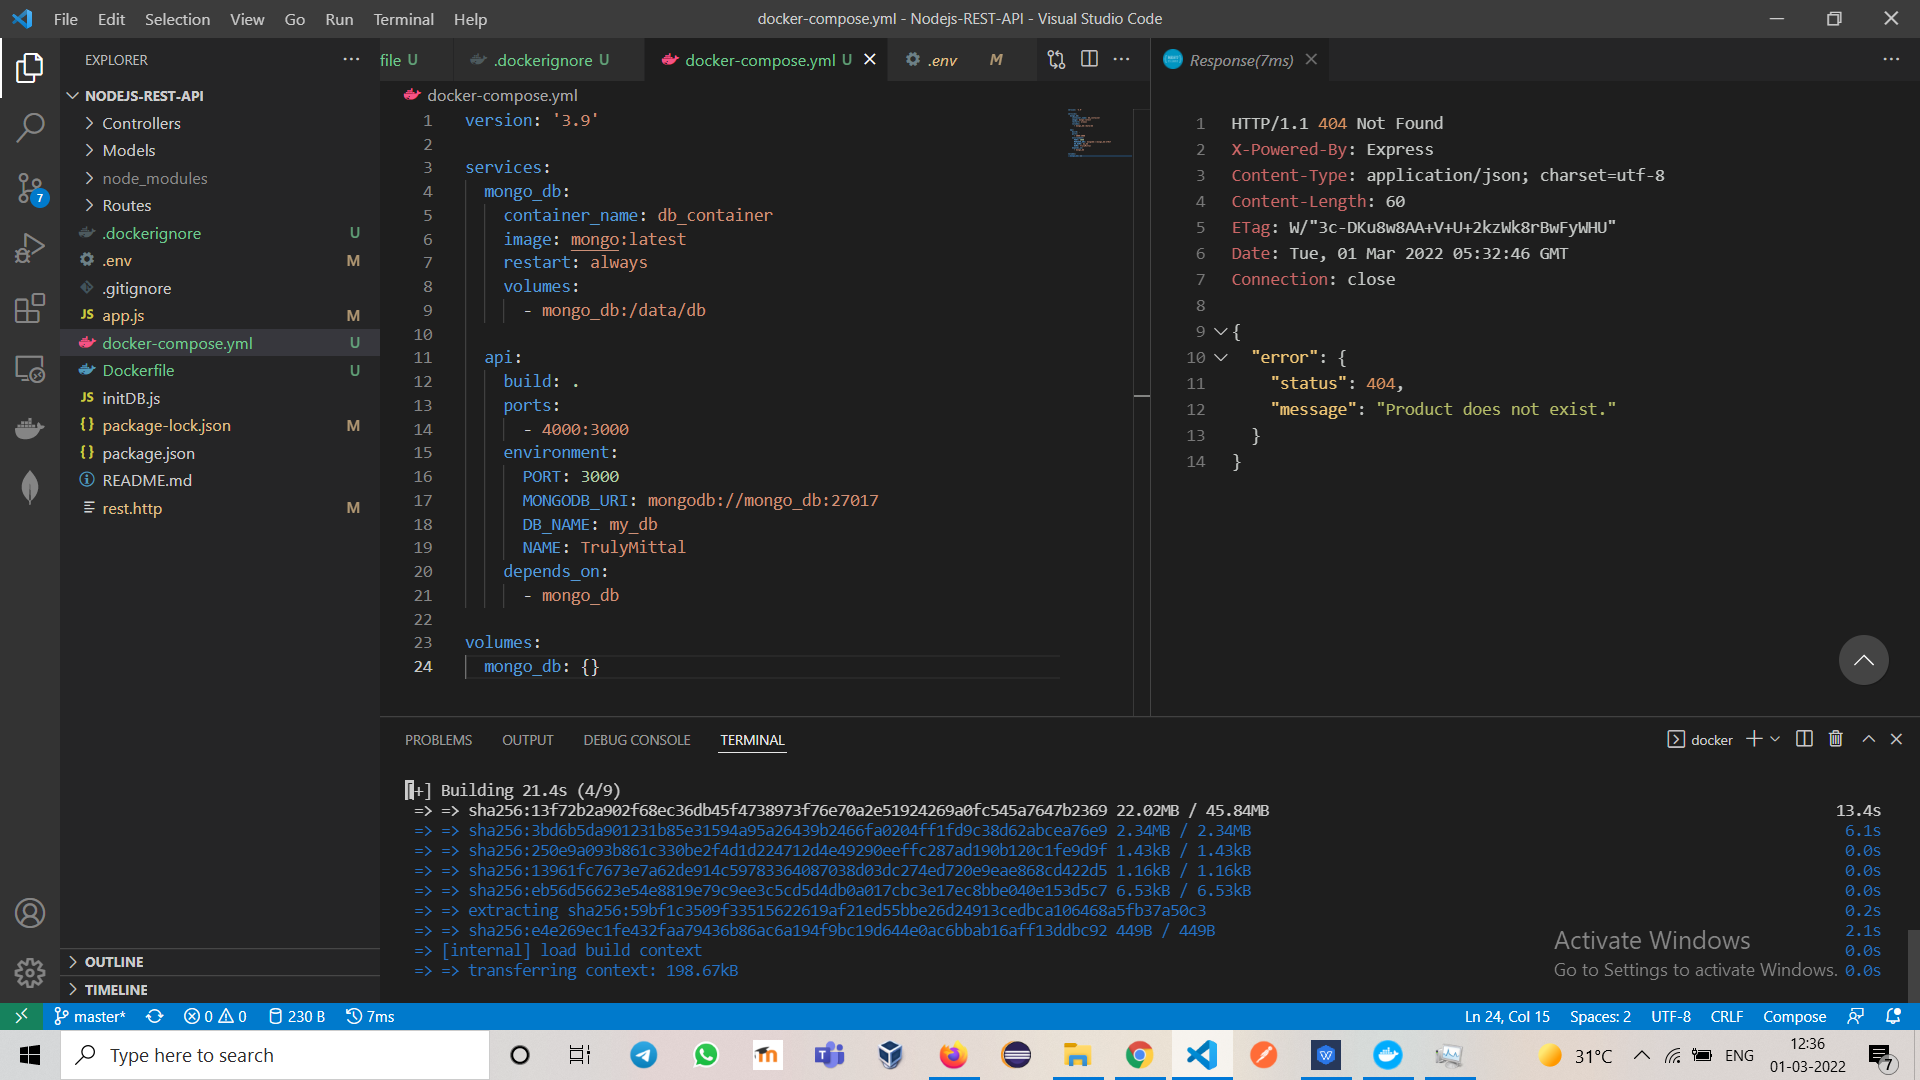 File Edit Selection View Go Run Terminal Help
docker-compose.yml - Nodejs-REST-API - Visual Studio Code
EXPLORER
NODEJS-REST-API
Controllers
Models
node_modules
Routes
.dockerignore U
.env M
.gitignore
JS app.js M
docker-compose.yml U
Dockerfile U
JS initDB.js
{} package-lock.json M
{} package.json
README.md
rest.http M
OUTLINE
TIMELINE
7
file U .dockerignore U docker-compose.yml U .env M
docker-compose.yml
1 version: '3.9'
2
3 services:
4 mongo_db:
5 container_name: db_container
6 image: mongo:latest
7 restart: always
8 volumes:
9 - mongo_db:/data/db
10
11 api:
12 build: .
13 ports:
14 - 4000:3000
15 environment:
16 PORT: 3000
17 MONGODB_URI: mongodb://mongo_db:27017
18 DB_NAME: my_db
19 NAME: TrulyMittal
20 depends_on:
21 - mongo_db
22
23 volumes:
24 mongo_db: {}
Response(7ms)
1 HTTP/1.1 404 Not Found
2 X-Powered-By: Express
3 Content-Type: application/json; charset=utf-8
4 Content-Length: 60
5 ETag: W/"3c-DKu8w8AA+V+U+2kzWk8rBwFyWHU"
6 Date: Tue, 01 Mar 2022 05:32:46 GMT
7 Connection: close
8
9 {
10 "error": {
11 "status": 404,
12 "message": "Product does not exist."
13 }
14 }
PROBLEMS OUTPUT DEBUG CONSOLE TERMINAL
docker
[+] Building 21.4s (4/9)
=> => sha256:13f72b2a902f68ec36db45f4738973f76e70a2e51924269a0fc545a7647b2369 22.02MB / 45.84MB 13.4s
=> => sha256:3bd6b5da901231b85e31594a95a26439b2466fa0204ff1fd9c38d62abcea76e9 2.34MB / 2.34MB 6.1s
=> => sha256:250e9a093b861c330be2f4d1d224712d4e49290eeffc287ad190b120c1fe9d9f 1.43kB / 1.43kB 0.0s
=> => sha256:13961fc7673e7a62de914c59783364087038d03dc274ed720e9eae868cd422d5 1.16kB / 1.16kB 0.0s
=> => sha256:eb56d56623e54e8819e79c9ee3c5cd5d4db0a017cbc3e17ec8bbe040e153d5c7 6.53kB / 6.53kB 0.0s
=> => extracting sha256:59bf1c3509f33515622619af21ed55bbe26d24913cedbca106468a5fb37a50c3 0.2s
=> => sha256:e4e269ec1fe432faa79436b86ac6a194f9bc19d644e0ac6bbab16aff13ddbc92 449B / 449B 2.1s
=> [internal] load build context 0.0s
=> => transferring context: 198.67kB 0.0s
Activate Windows
Go to Settings to activate Windows.
master* 0 0 230 B 7ms
Ln 24, Col 15 Spaces: 2 UTF-8 CRLF Compose
Type here to search
31°C ENG 12:36
01-03-2022
7